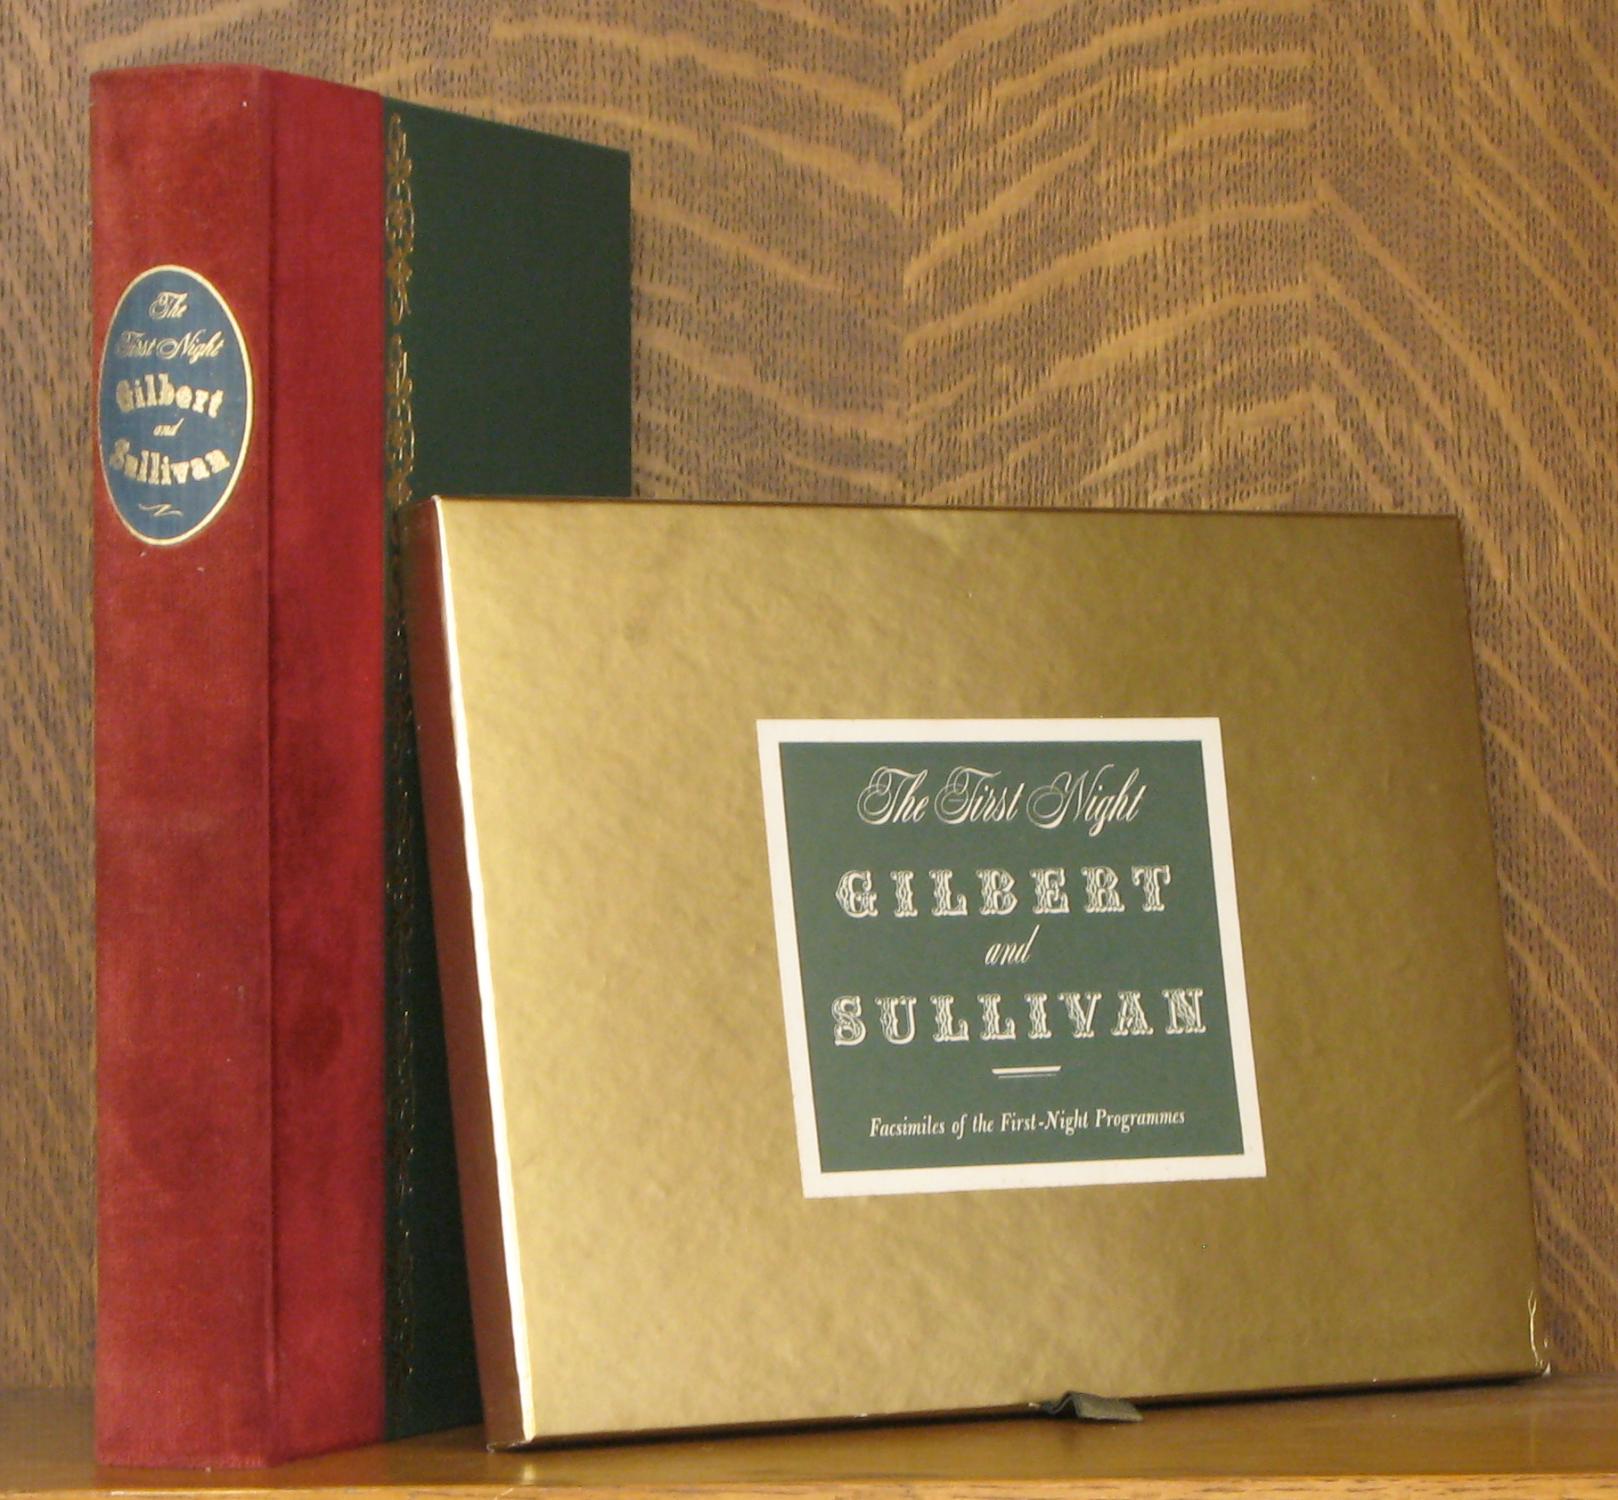 The
First Night
Gilbert
and
Sullivan
The First Night
GILBERT
and
SULLIVAN
Facsimiles of the First-Night Programmes